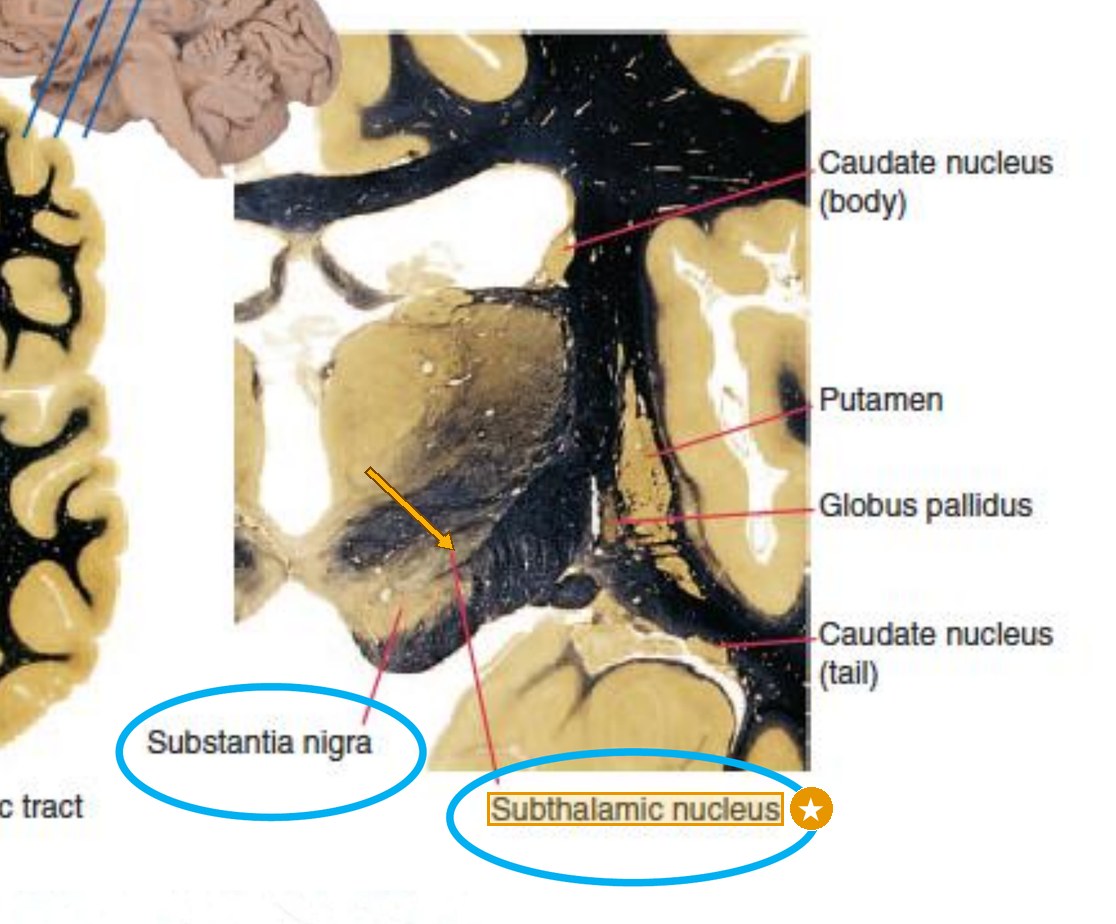 Caudate nucleus
(body)
Putamen
Globus pallidus
Caudate nucleus
(tail)
Substantia nigra
Subthalamic nucleus
c tract